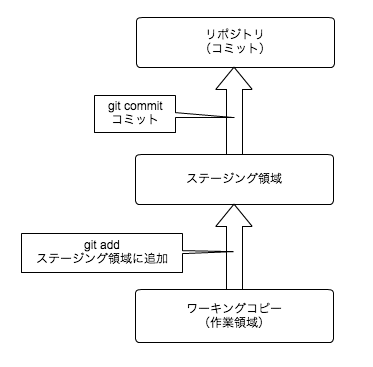 リポジトリ
（コミット）
git commit
コミット
ステージング領域
git add
ステージング領域に追加
ワーキングコピー
（作業領域）